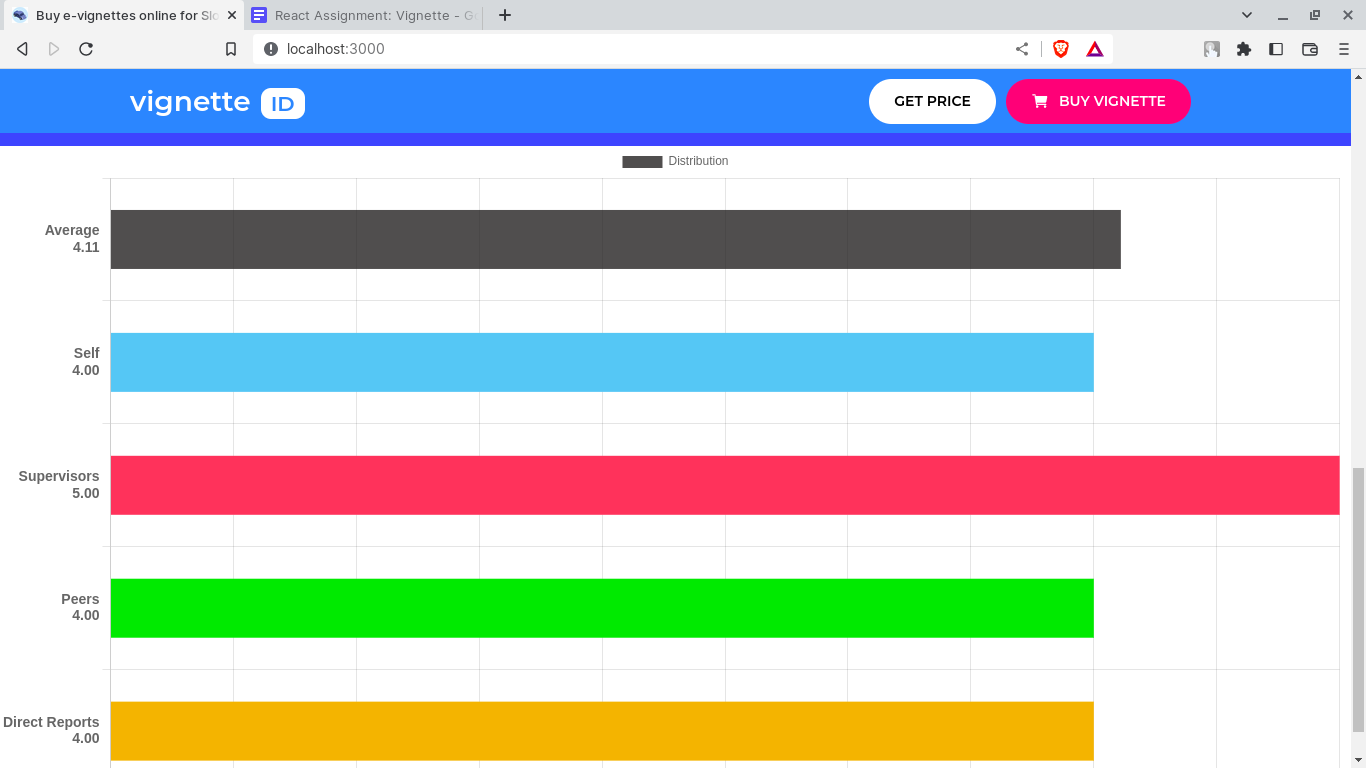 Buy e-vignettes online for Slo
React Assignment: Vignette - G
localhost:3000
vignette ID
GET PRICE
BUY VIGNETTE
Distribution
Average
4.11
Self
4.00
Supervisors
5.00
Peers
4.00
Direct Reports
4.00